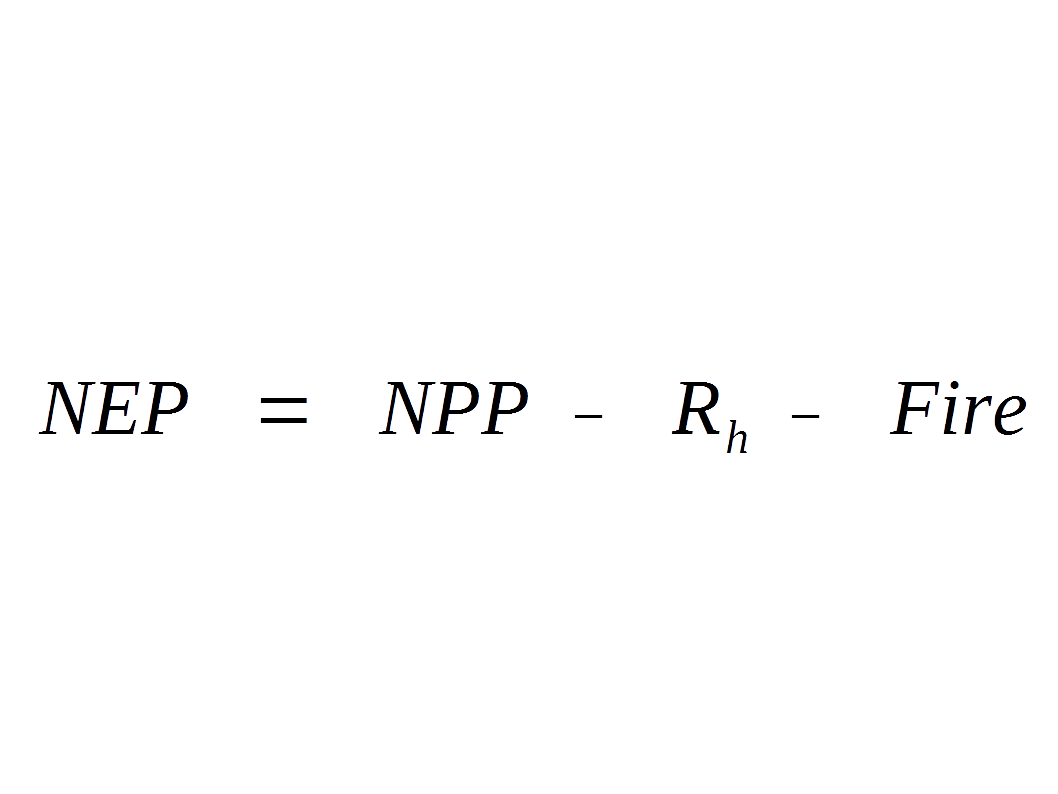 NEP = NPP – Rh – Fire